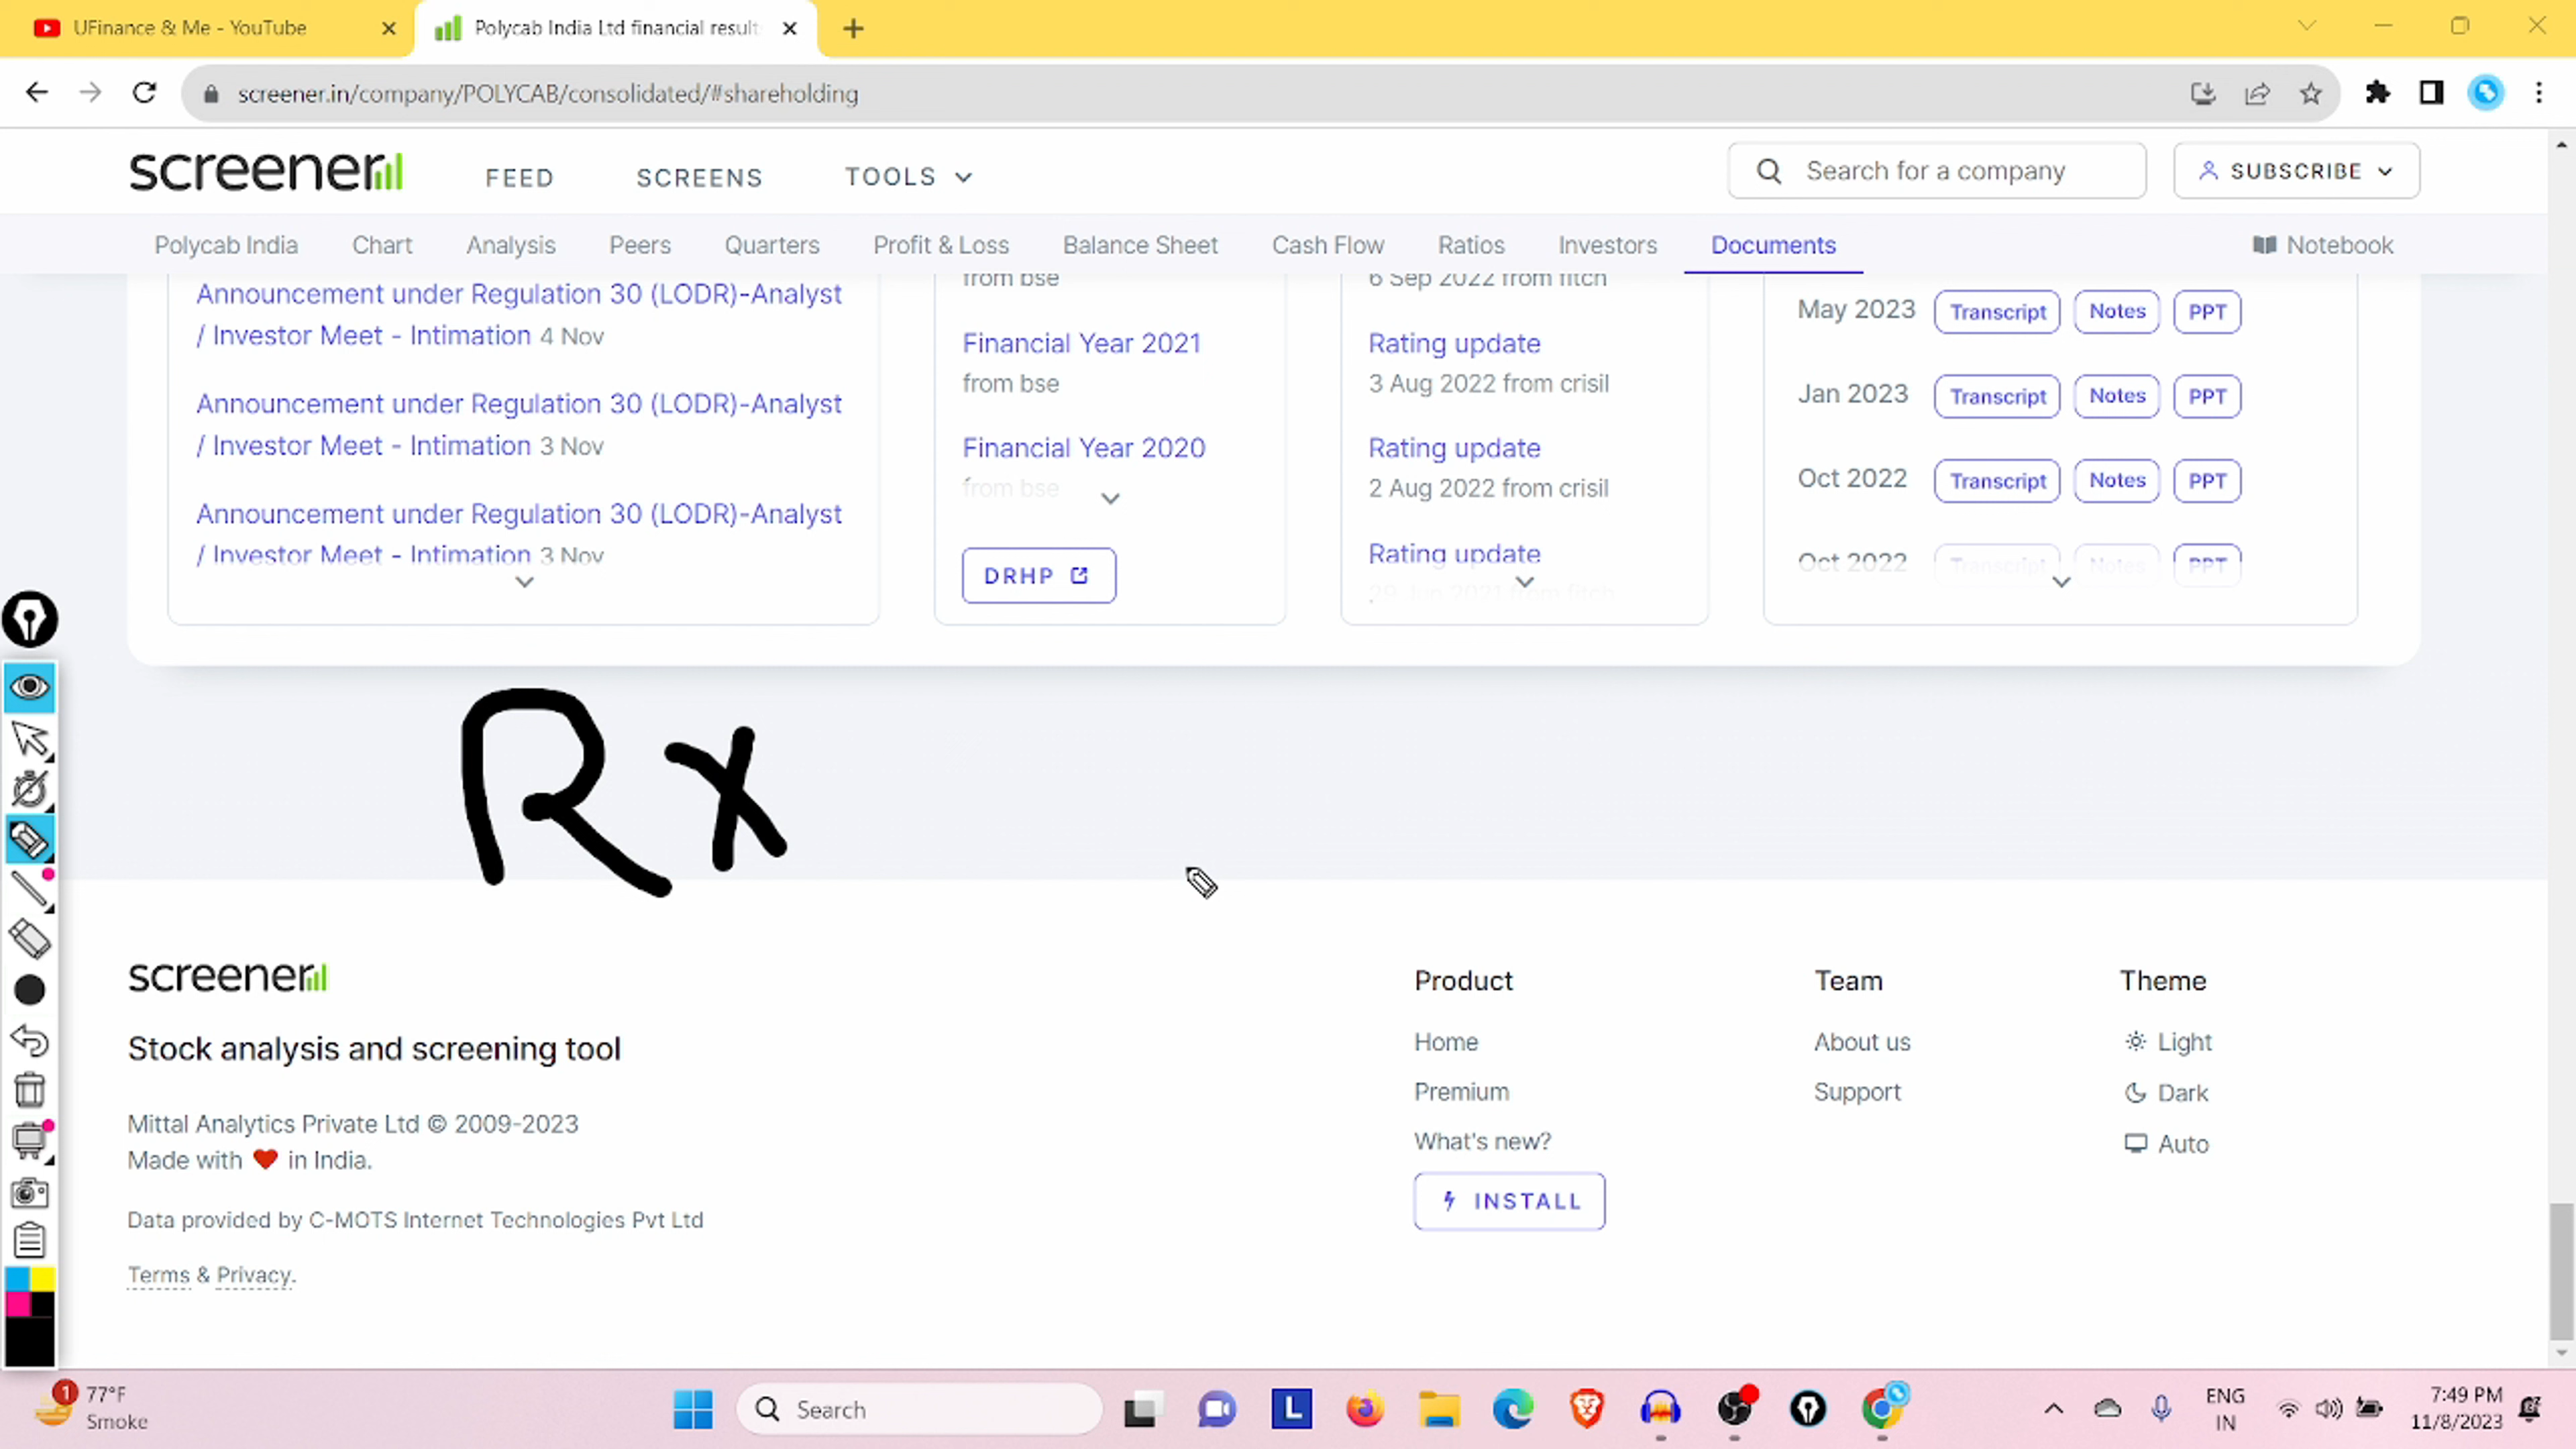 UFinance & Me - YouTube
Polycab India Ltd financial result
screener.in/company/POLYCAB/consolidated/#shareholding
screener
FEED SCREENS TOOLS
Search for a company
SUBSCRIBE
Polycab India Chart Analysis Peers Quarters Profit & Loss Balance Sheet Cash Flow Ratios Investors Documents Notebook
Announcement under Regulation 30 (LODR)-Analyst
/ Investor Meet - Intimation 4 Nov
Announcement under Regulation 30 (LODR)-Analyst
/ Investor Meet - Intimation 3 Nov
Announcement under Regulation 30 (LODR)-Analyst
/ Investor Meet - Intimation 3 Nov
from bse
Financial Year 2021
from bse
Financial Year 2020
from bse
DRHP
6 Sep 2022 from fitch
Rating update
3 Aug 2022 from crisil
Rating update
2 Aug 2022 from crisil
Rating update
2021 from fitch
May 2023 Transcript Notes PPT
Jan 2023 Transcript Notes PPT
Oct 2022 Transcript Notes PPT
Oct 2022 Transcript Notes PPT
Rx
screener
Stock analysis and screening tool
Mittal Analytics Private Ltd © 2009-2023
Made with ❤ in India.
Data provided by C-MOTS Internet Technologies Pvt Ltd
Terms & Privacy.
Product
Home
Premium
What's new?
INSTALL
Team
About us
Support
Theme
Light
Dark
Auto
1
77°F
Smoke
Search
L
ENG
IN
7:49 PM
11/8/2023